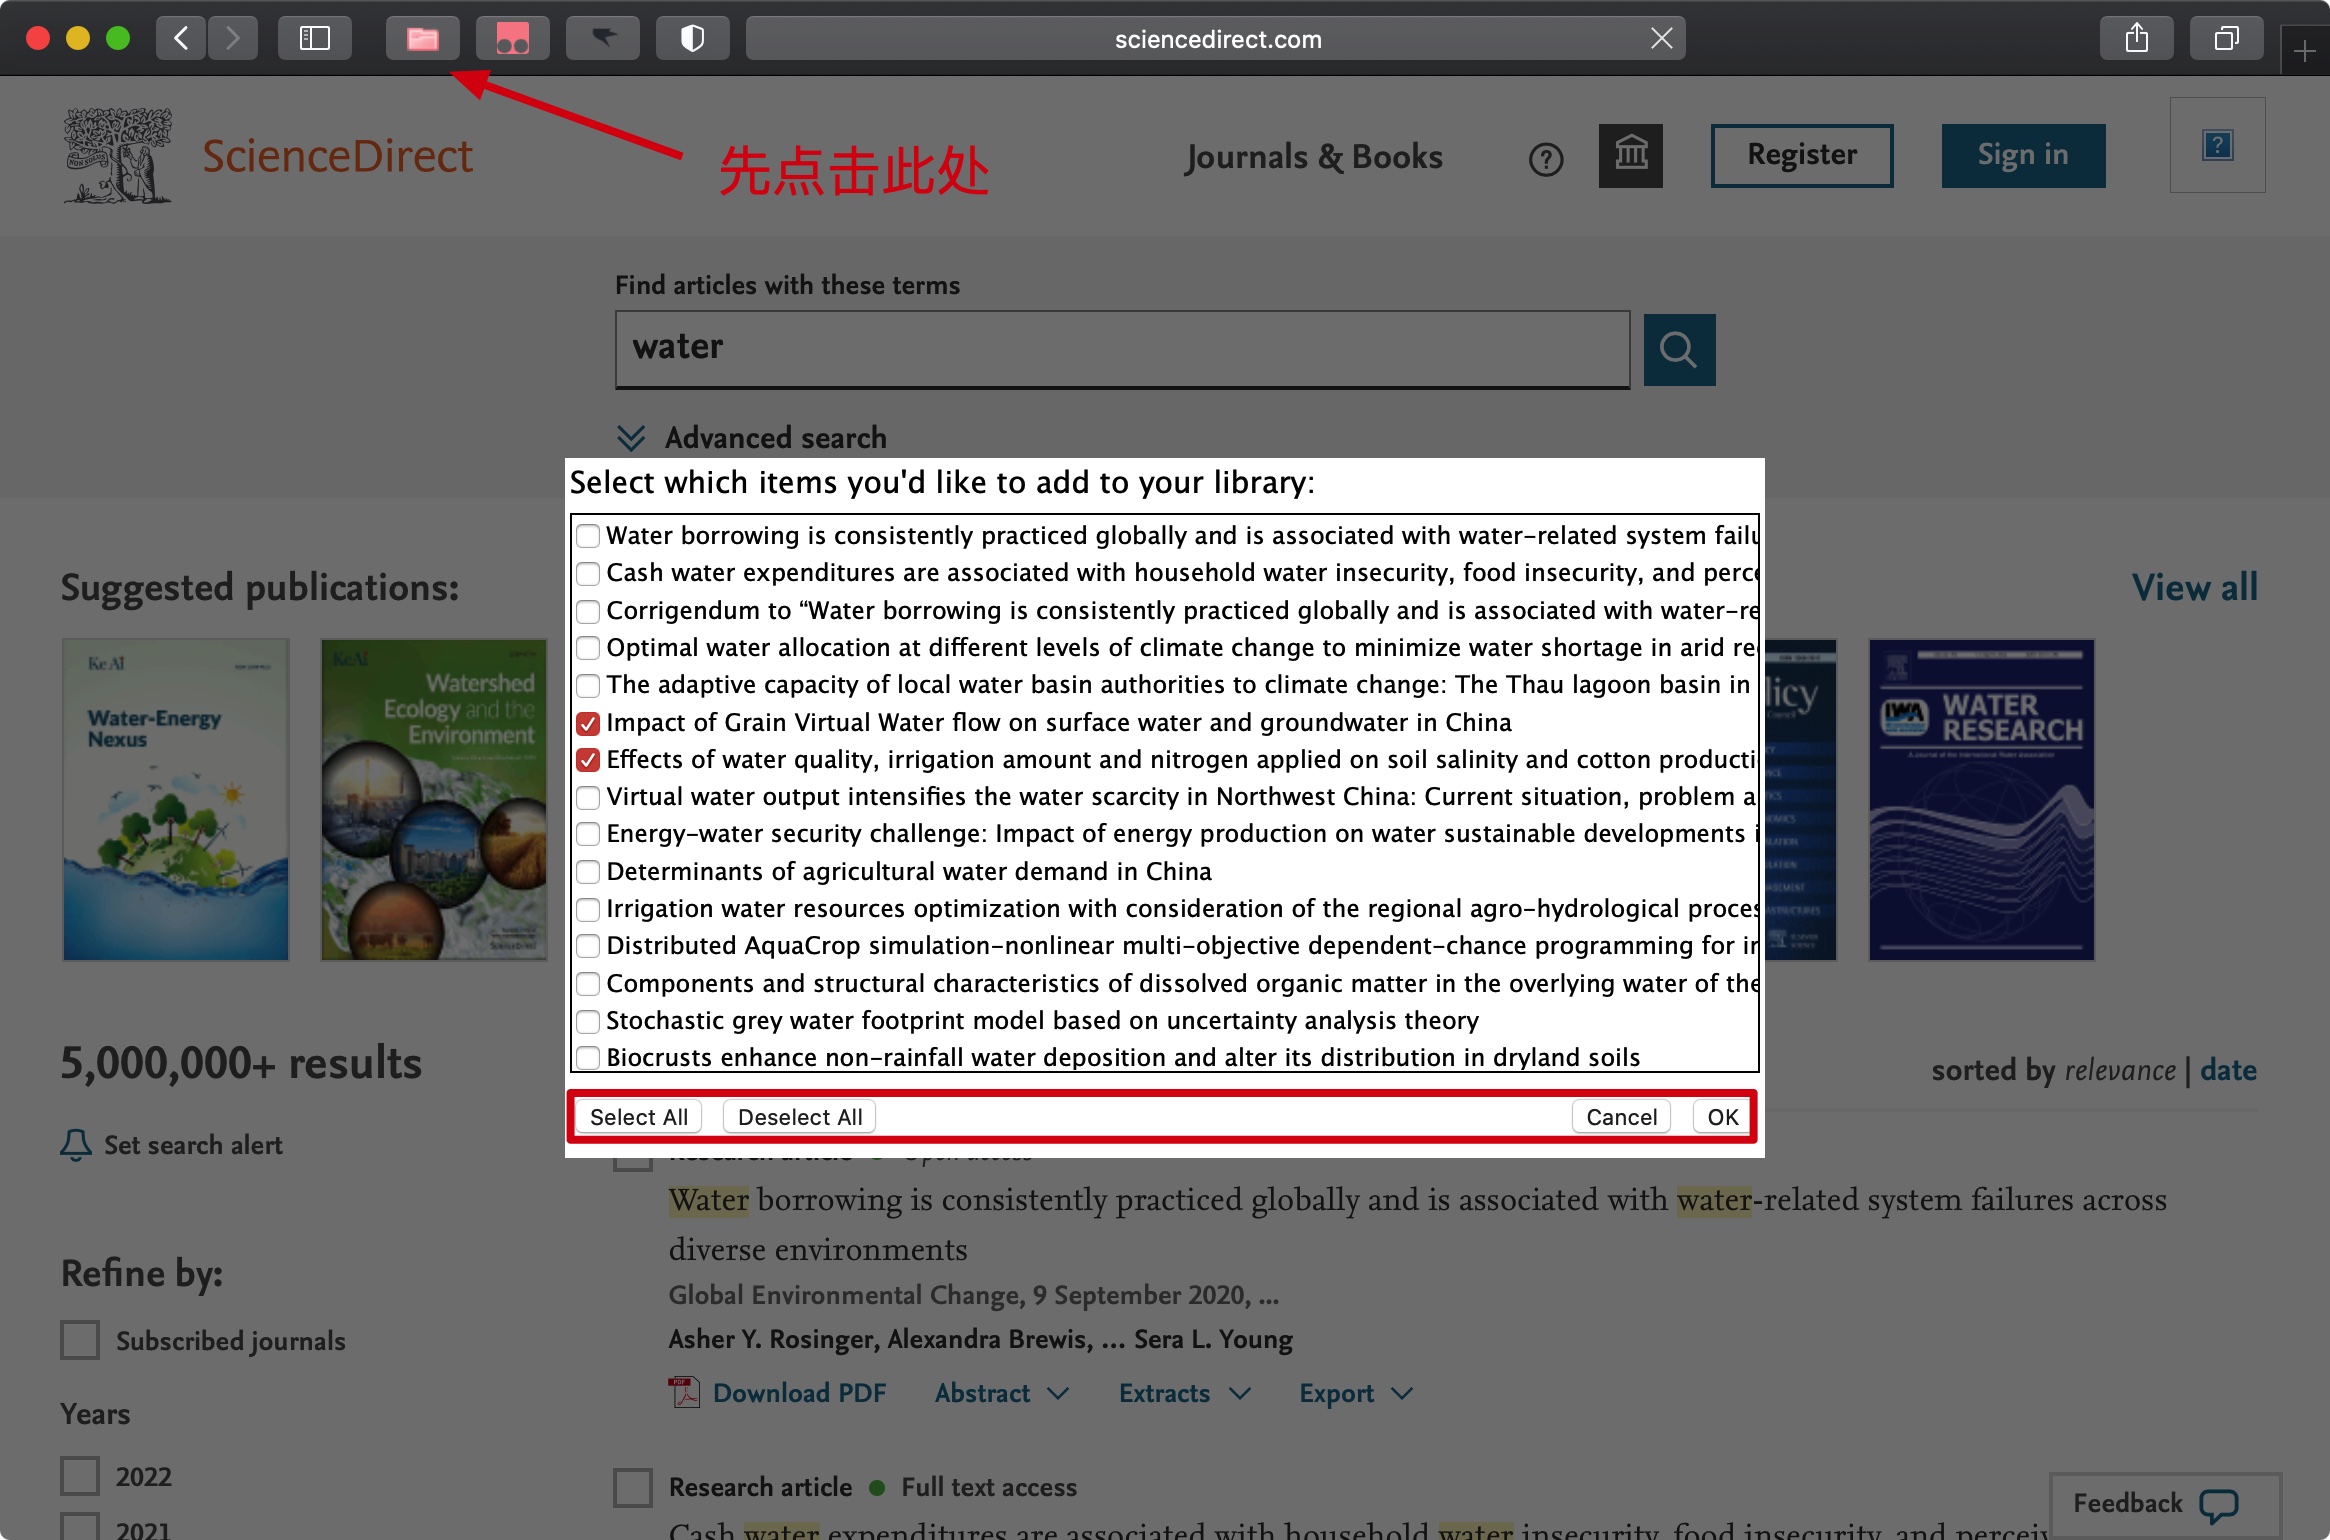 sciencedirect.com
ScienceDirect
Journals & Books
?
Register
Sign in
?
NON SOLUS
先点击此处
Find articles with these terms
water
Advanced search
Select which items you'd like to add to your library:
Water borrowing is consistently practiced globally and is associated with water-related system failu
Cash water expenditures are associated with household water insecurity, food insecurity, and perce
Corrigendum to “Water borrowing is consistently practiced globally and is associated with water-re
Optimal water allocation at different levels of climate change to minimize water shortage in arid re
The adaptive capacity of local water basin authorities to climate change: The Thau lagoon basin in
Impact of Grain Virtual Water flow on surface water and groundwater in China
Effects of water quality, irrigation amount and nitrogen applied on soil salinity and cotton producti
Virtual water output intensifies the water scarcity in Northwest China: Current situation, problem a
Energy-water security challenge: Impact of energy production on water sustainable developments i
Determinants of agricultural water demand in China
Irrigation water resources optimization with consideration of the regional agro-hydrological proces
Distributed AquaCrop simulation-nonlinear multi-objective dependent-chance programming for ir
Components and structural characteristics of dissolved organic matter in the overlying water of the
Stochastic grey water footprint model based on uncertainty analysis theory
Biocrusts enhance non-rainfall water deposition and alter its distribution in dryland soils
Select All Deselect All Cancel OK
Suggested publications:
View all
KeAi
Water-Energy
Nexus
KeAi
Watershed
Ecology and the
Environment
ScienceDirect
licy
IWA
WATER
RESEARCH
5,000,000+ results
sorted by relevance | date
Set search alert
Research article Open access
Water borrowing is consistently practiced globally and is associated with water-related system failures across
diverse environments
Global Environmental Change, 9 September 2020, ...
Asher Y. Rosinger, Alexandra Brewis, ... Sera L. Young
PDF Download PDF Abstract Extracts Export
Refine by:
Subscribed journals
Years
2022
2021
Research article Full text access
Cash water expenditures are associated with household water insecurity, food insecurity, and perceiv
Feedback